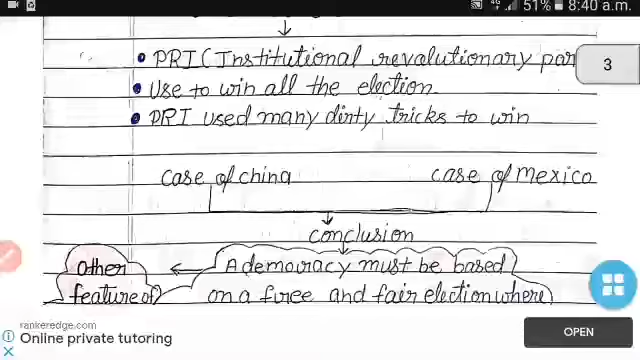 51% 8:40 a.m.
• PRI (Institutional revolutionary par
3
• Use to win all the election
• PRI used many dirty tricks to win
case of china case of mexico
conclusion
Other feature of
A democracy must be based
on a firee and fair election where
rankeredge.com
Online private tutoring
OPEN